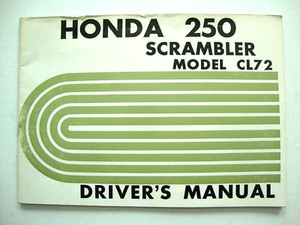 HONDA 250
SCRAMBLER
MODEL CL72
DRIVER'S MANUAL